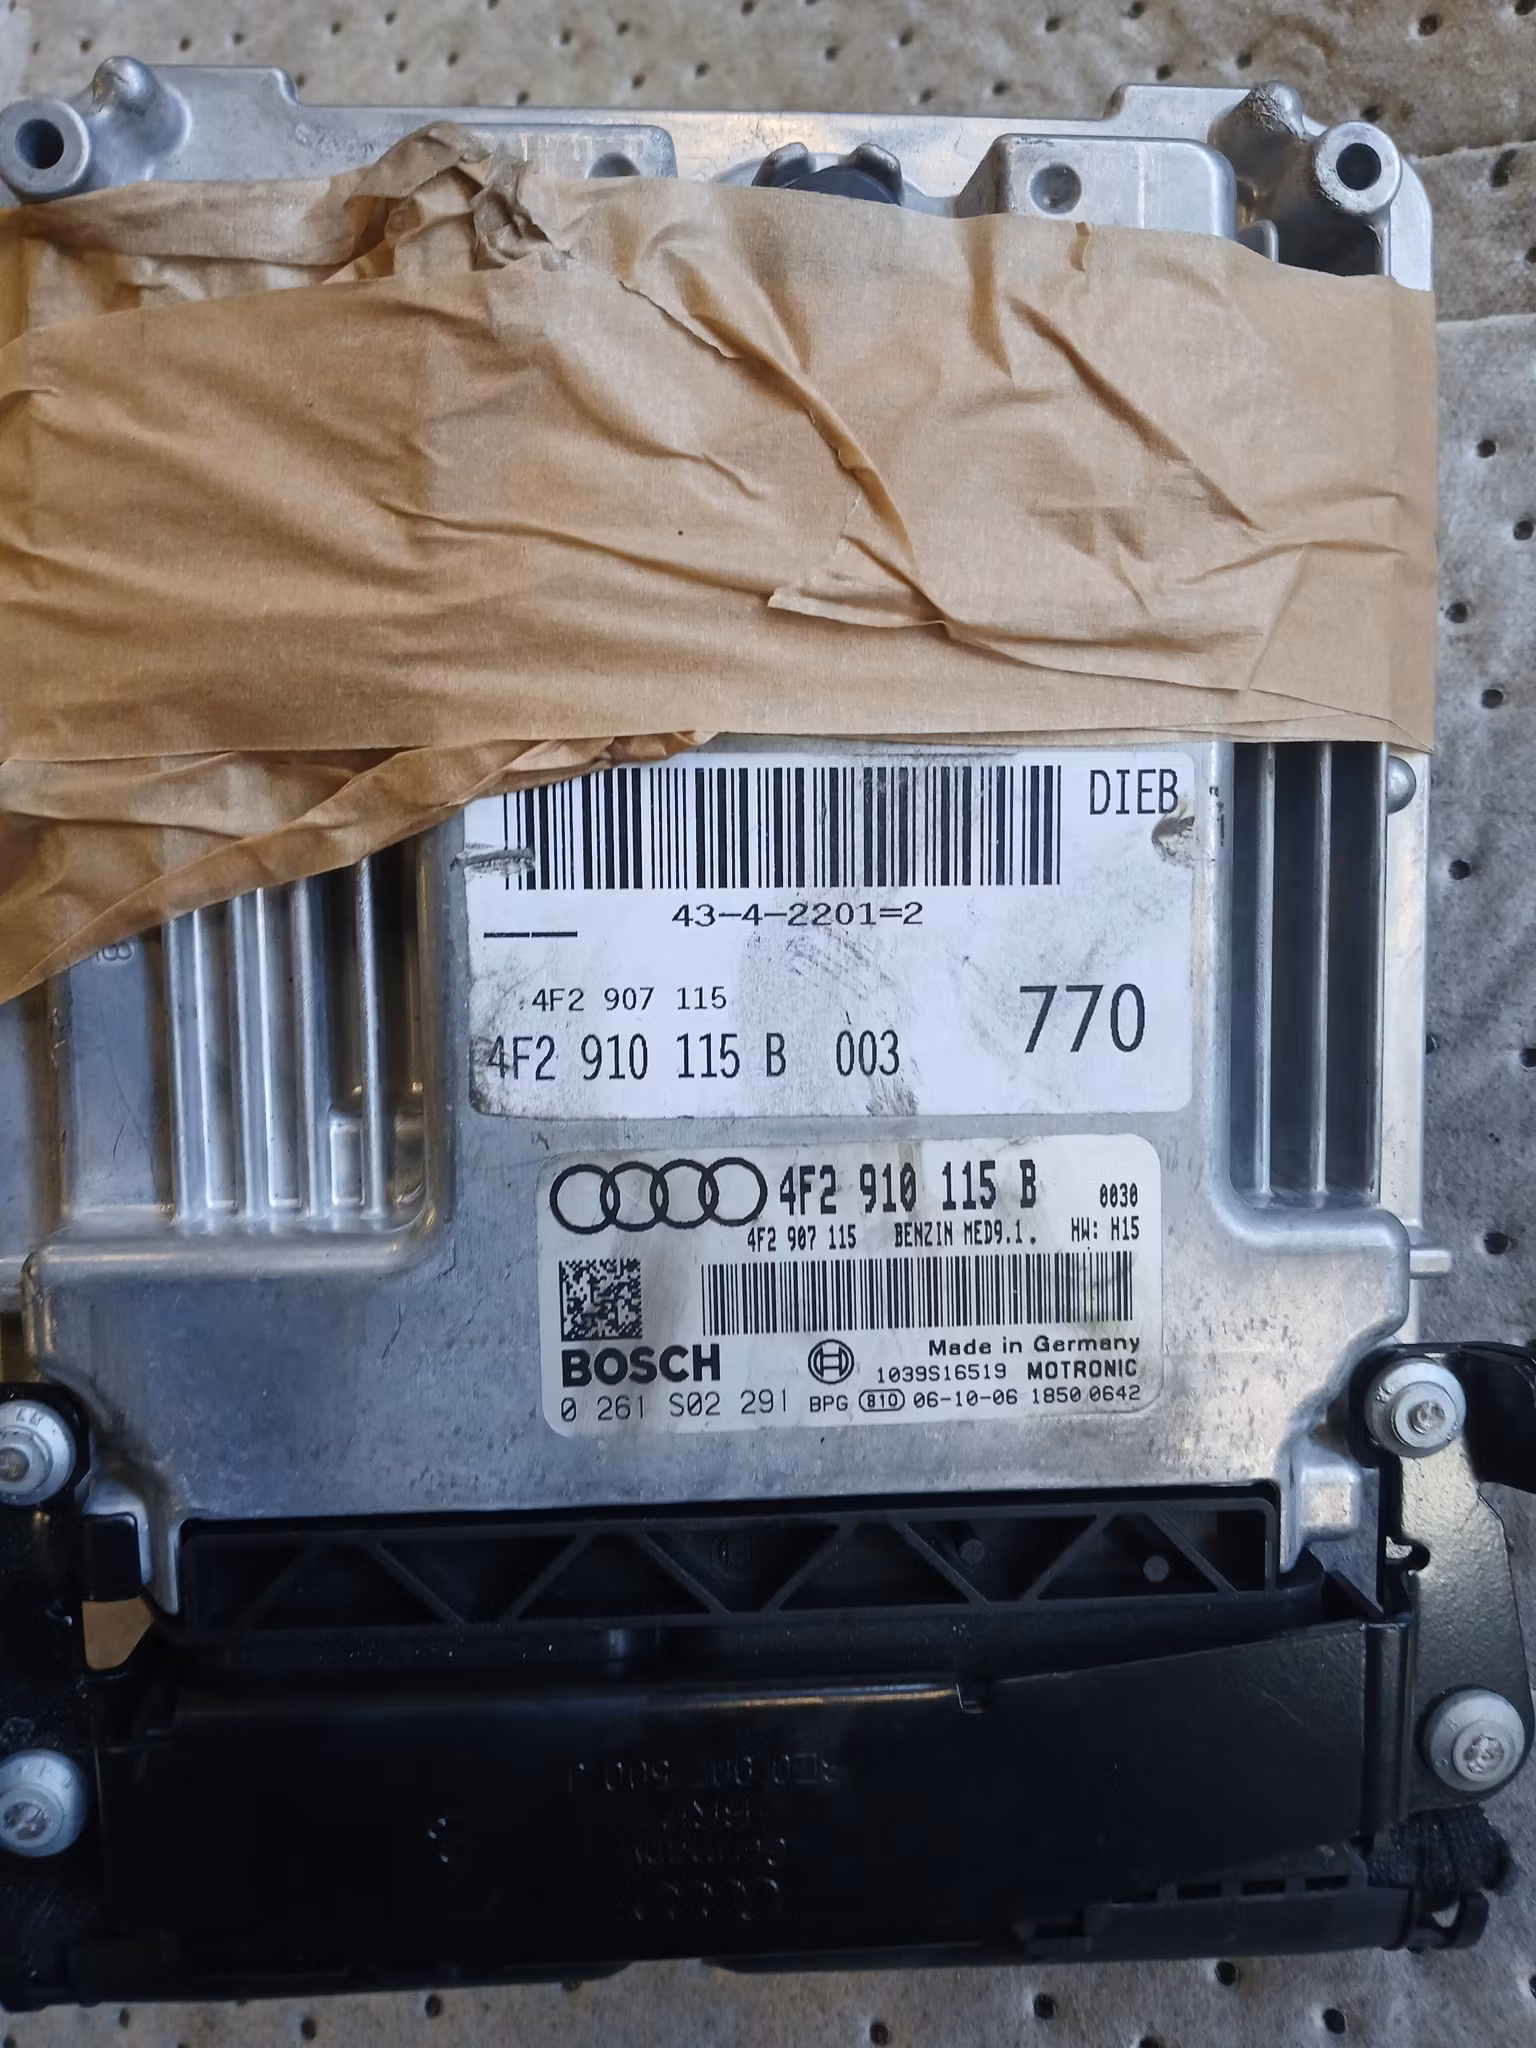 DIEB
43-4-2201=2
4F2 907 115
770
4F2 910 115 B 003
4F2 910 115 B 0030
4F2 907 115 BENZIN MED9.1. HW: H15
Made in Germany
BOSCH 1039S16519 MOTRONIC
0 261 S02 291 BPG 810 06-10-06 1850 0642